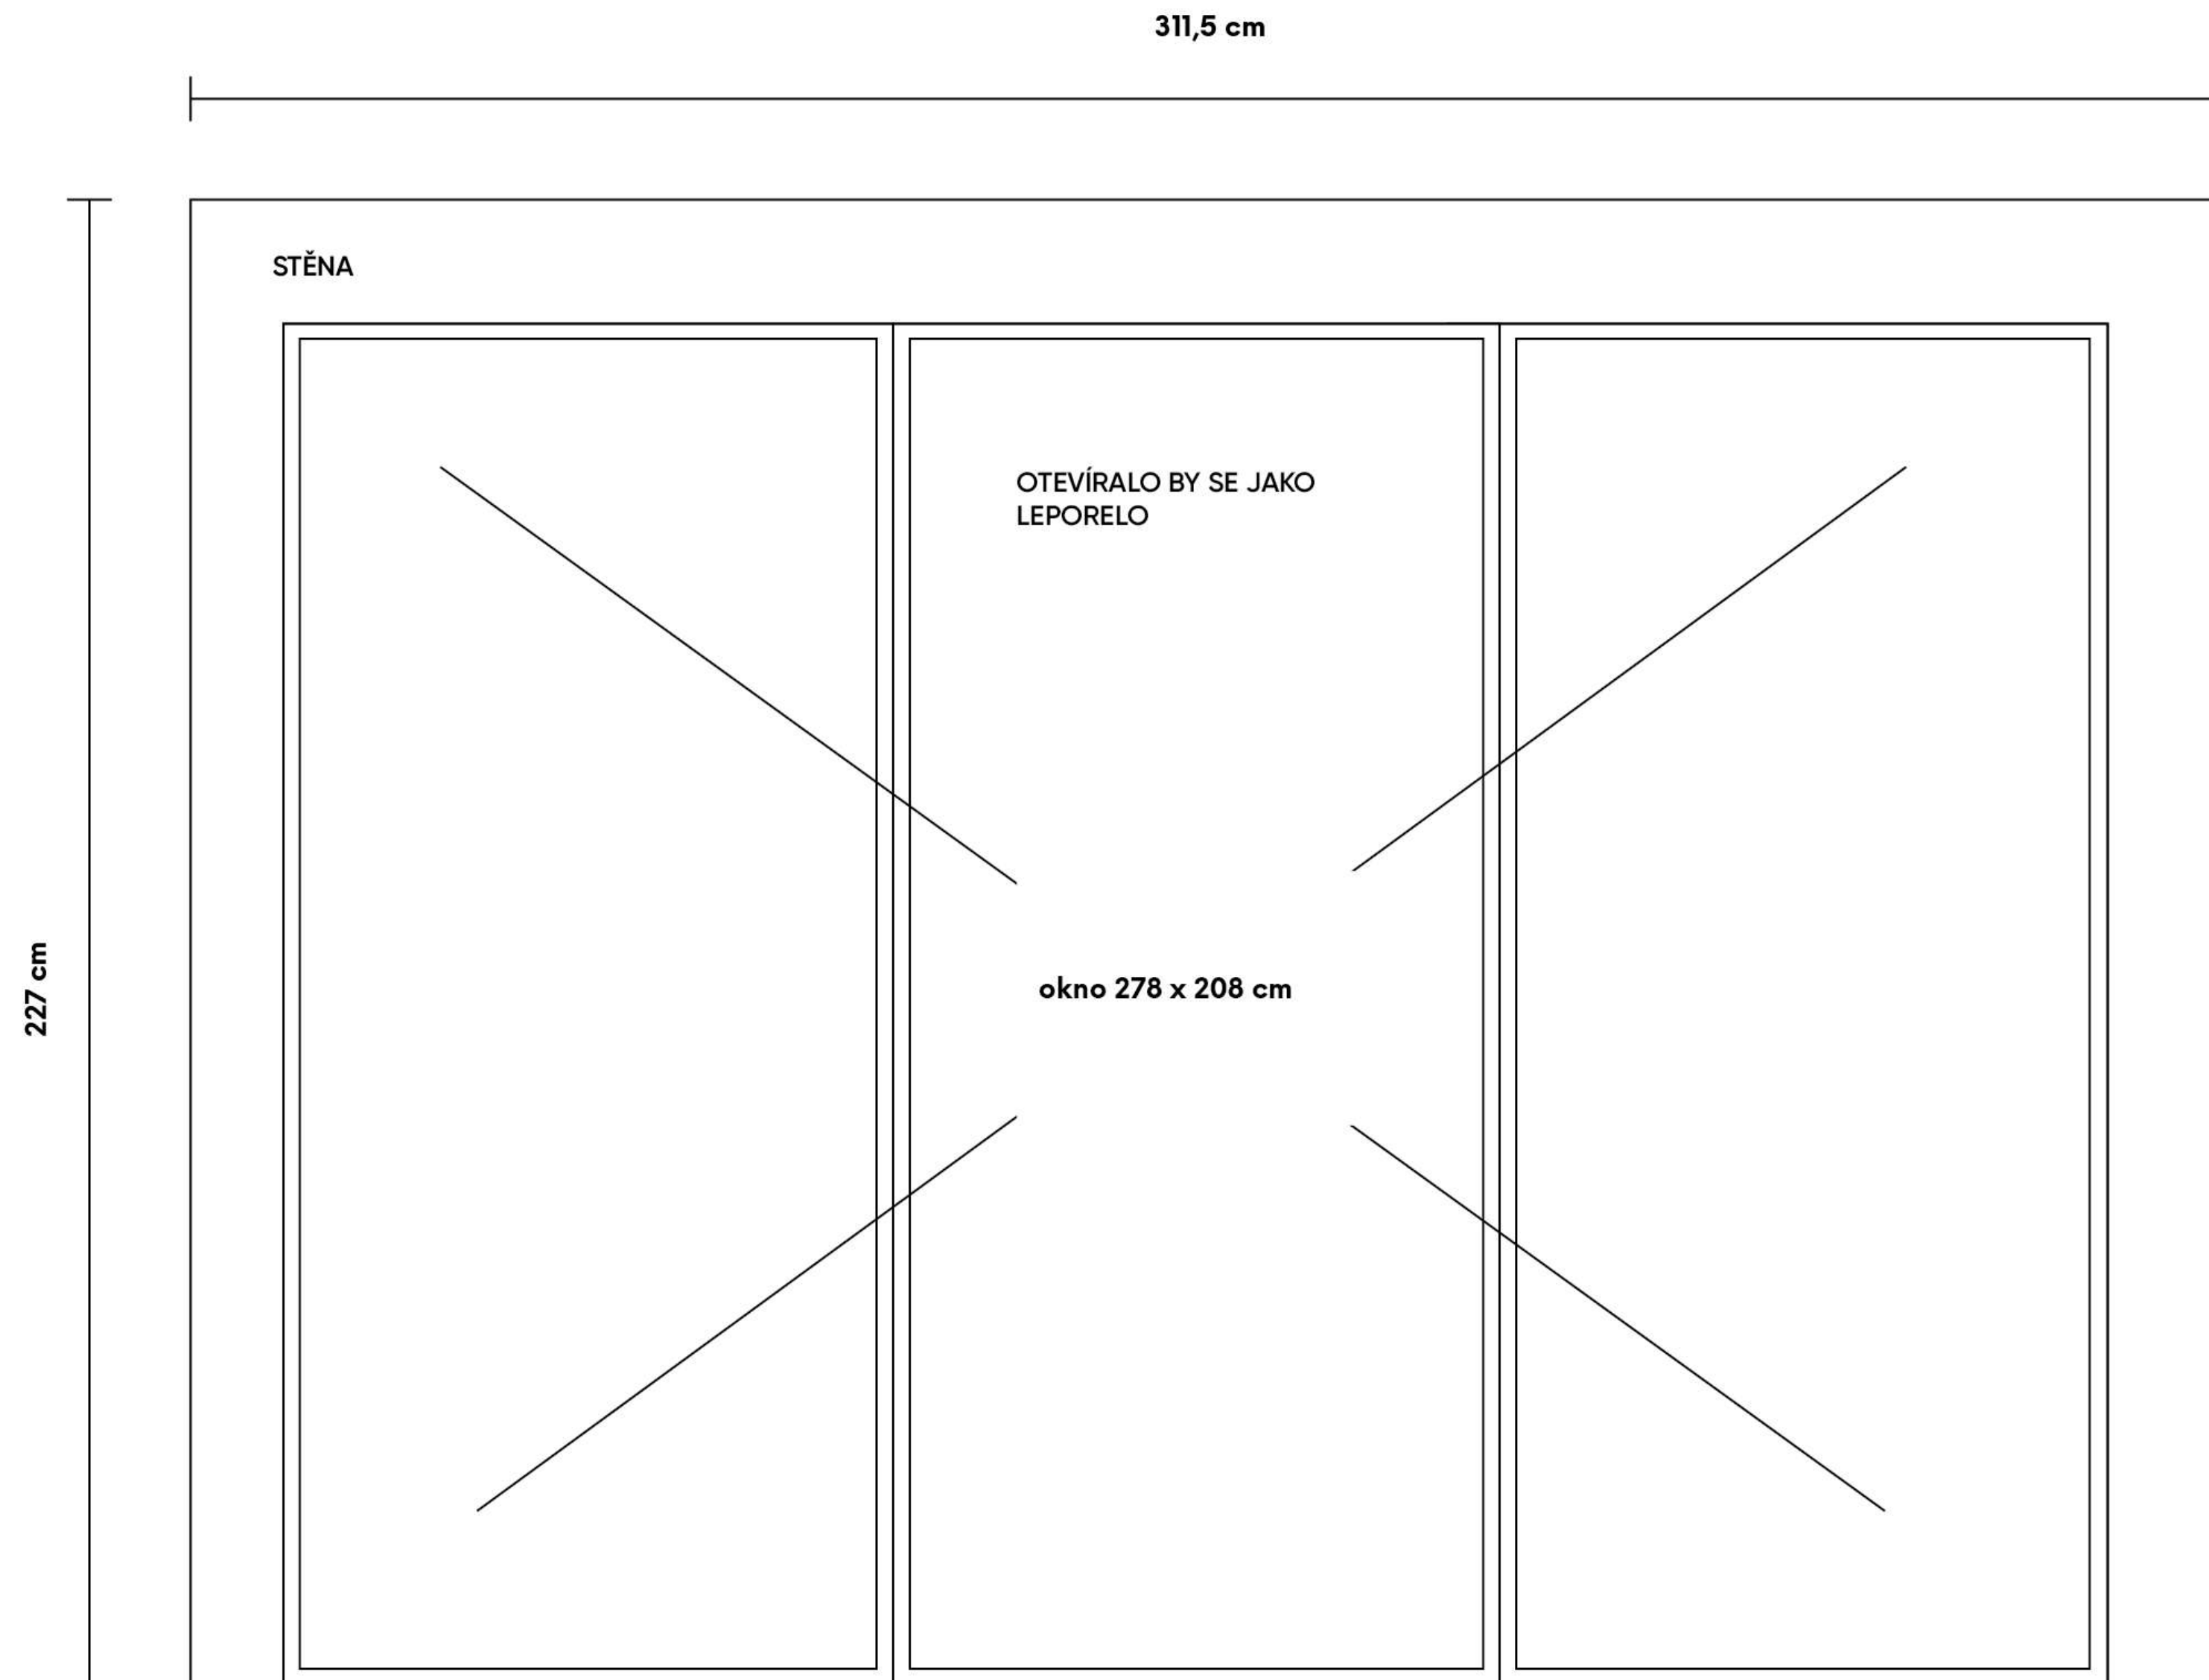 311,5 cm
STĚNA
OTEVÍRALO BY SE JAKO
LEPORELO
227 cm
okno 278 x 208 cm